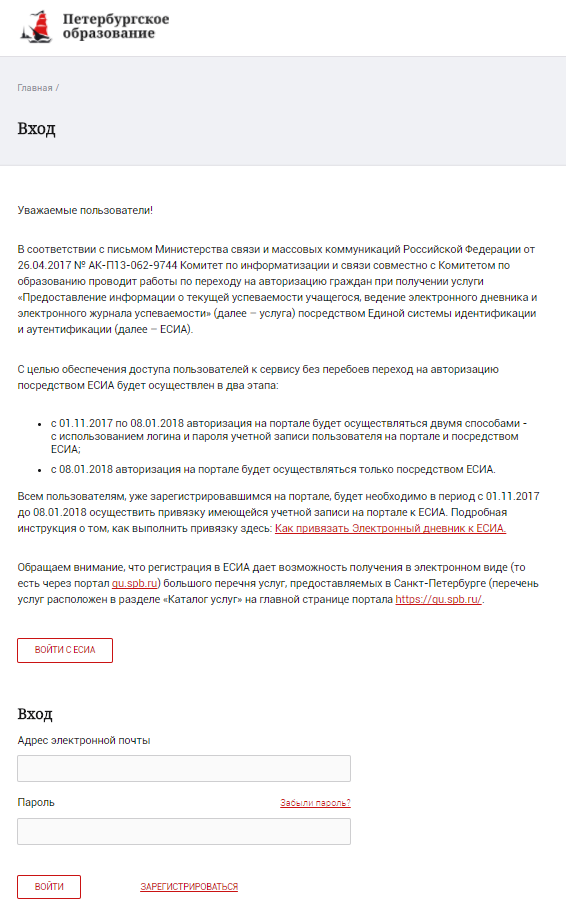 Петербургское
образование
Главная /
Вход
Уважаемые пользователи!
В соответствии с письмом Министерства связи и массовых коммуникаций Российской Федерации от
26.04.2017 № АК-П13-062-9744 Комитет по информатизации и связи совместно с Комитетом по
образованию проводит работы по переходу на авторизацию граждан при получении услуги
«Предоставление информации о текущей успеваемости учащегося, ведение электронного дневника и
электронного журнала успеваемости» (далее – услуга) посредством Единой системы идентификации
и аутентификации (далее – ЕСИА).
С целью обеспечения доступа пользователей к сервису без перебоев переход на авторизацию
посредством ЕСИА будет осуществлен в два этапа:
• с 01.11.2017 по 08.01.2018 авторизация на портале будет осуществляться двумя способами -
с использованием логина и пароля учетной записи пользователя на портале и посредством
ЕСИА;
• с 08.01.2018 авторизация на портале будет осуществляться только посредством ЕСИА.
Всем пользователям, уже зарегистрировавшимся на портале, будет необходимо в период с 01.11.2017
до 08.01.2018 осуществить привязку имеющейся учетной записи на портале к ЕСИА. Подробная
инструкция о том, как выполнить привязку здесь: Как привязать Электронный дневник к ЕСИА.
Обращаем внимание, что регистрация в ЕСИА дает возможность получения в электронном виде (то
есть через портал gu.spb.ru) большого перечня услуг, предоставляемых в Санкт-Петербурге (перечень
услуг расположен в разделе «Каталог услуг» на главной странице портала https://gu.spb.ru/.
ВОЙТИ С ЕСИА
Вход
Адрес электронной почты
Пароль Забыли пароль?
ВОЙТИ ЗАРЕГИСТРИРОВАТЬСЯ